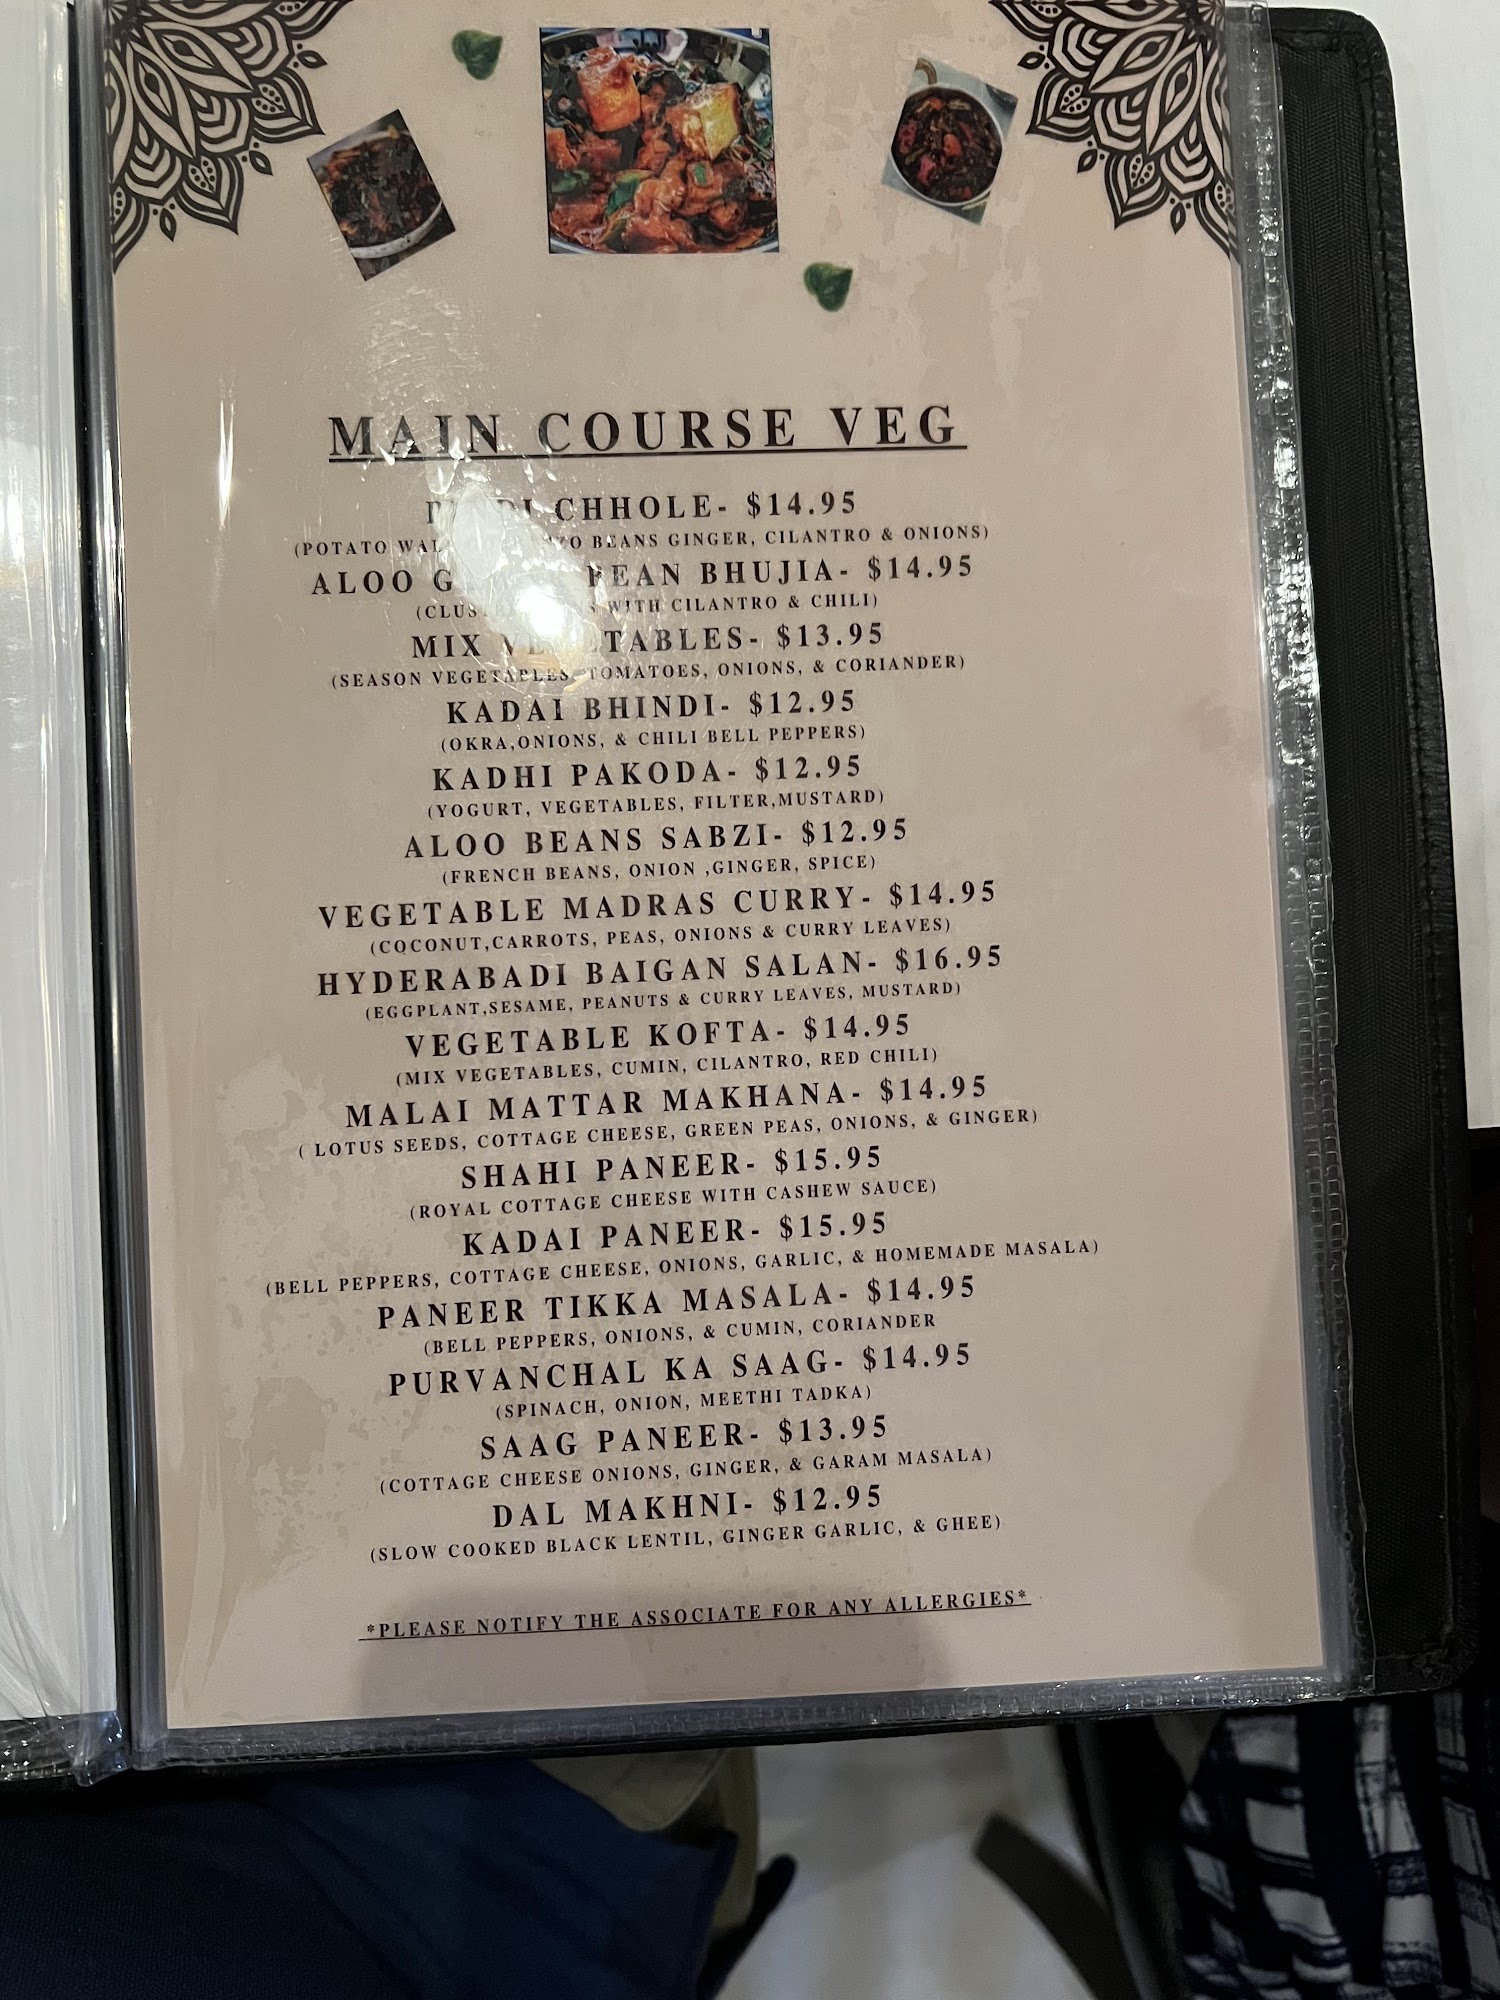 MAIN COURSE VEG
CHHOLE- $14.95
(POTATO BEANS GINGER, CILANTRO & ONIONS)
ALOO BEAN BHUJIA- $14.95
WITH CILANTRO & CHILI)
MIX VEGETABLES- $13.95
(SEASON VEGETABLES, TOMATOES, ONIONS, & CORIANDER)
KADAI BHINDI- $12.95
(OKRA,ONIONS, & CHILI BELL PEPPERS)
KADHI PAKODA- $12.95
(YOGURT, VEGETABLES, FILTER,MUSTARD)
ALOO BEANS SABZI- $12.95
(FRENCH BEANS, ONION ,GINGER, SPICE)
VEGETABLE MADRAS CURRY- $14.95
(COCONUT,CARROTS, PEAS, ONIONS & CURRY LEAVES)
HYDERABADI BAIGAN SALAN- $16.95
(EGGPLANT,SESAME, PEANUTS & CURRY LEAVES, MUSTARD)
VEGETABLE KOFTA- $14.95
(MIX VEGETABLES, CUMIN, CILANTRO, RED CHILI)
MALAI MATTAR MAKHANA- $14.95
( LOTUS SEEDS, COTTAGE CHEESE, GREEN PEAS, ONIONS, & GINGER)
SHAHI PANEER- $15.95
(ROYAL COTTAGE CHEESE WITH CASHEW SAUCE)
KADAI PANEER- $15.95
(BELL PEPPERS, COTTAGE CHEESE, ONIONS, GARLIC, & HOMEMADE MASALA)
PANEER TIKKA MASALA- $14.95
(BELL PEPPERS, ONIONS, & CUMIN, CORIANDER
PURVANCHAL KA SAAG- $14.95
(SPINACH, ONION, MEETHI TADKA)
SAAG PANEER- $13.95
(COTTAGE CHEESE ONIONS, GINGER, & GARAM MASALA)
DAL MAKHNI- $12.95
(SLOW COOKED BLACK LENTIL, GINGER GARLIC, & GHEE)
*PLEASE NOTIFY THE ASSOCIATE FOR ANY ALLERGIES*